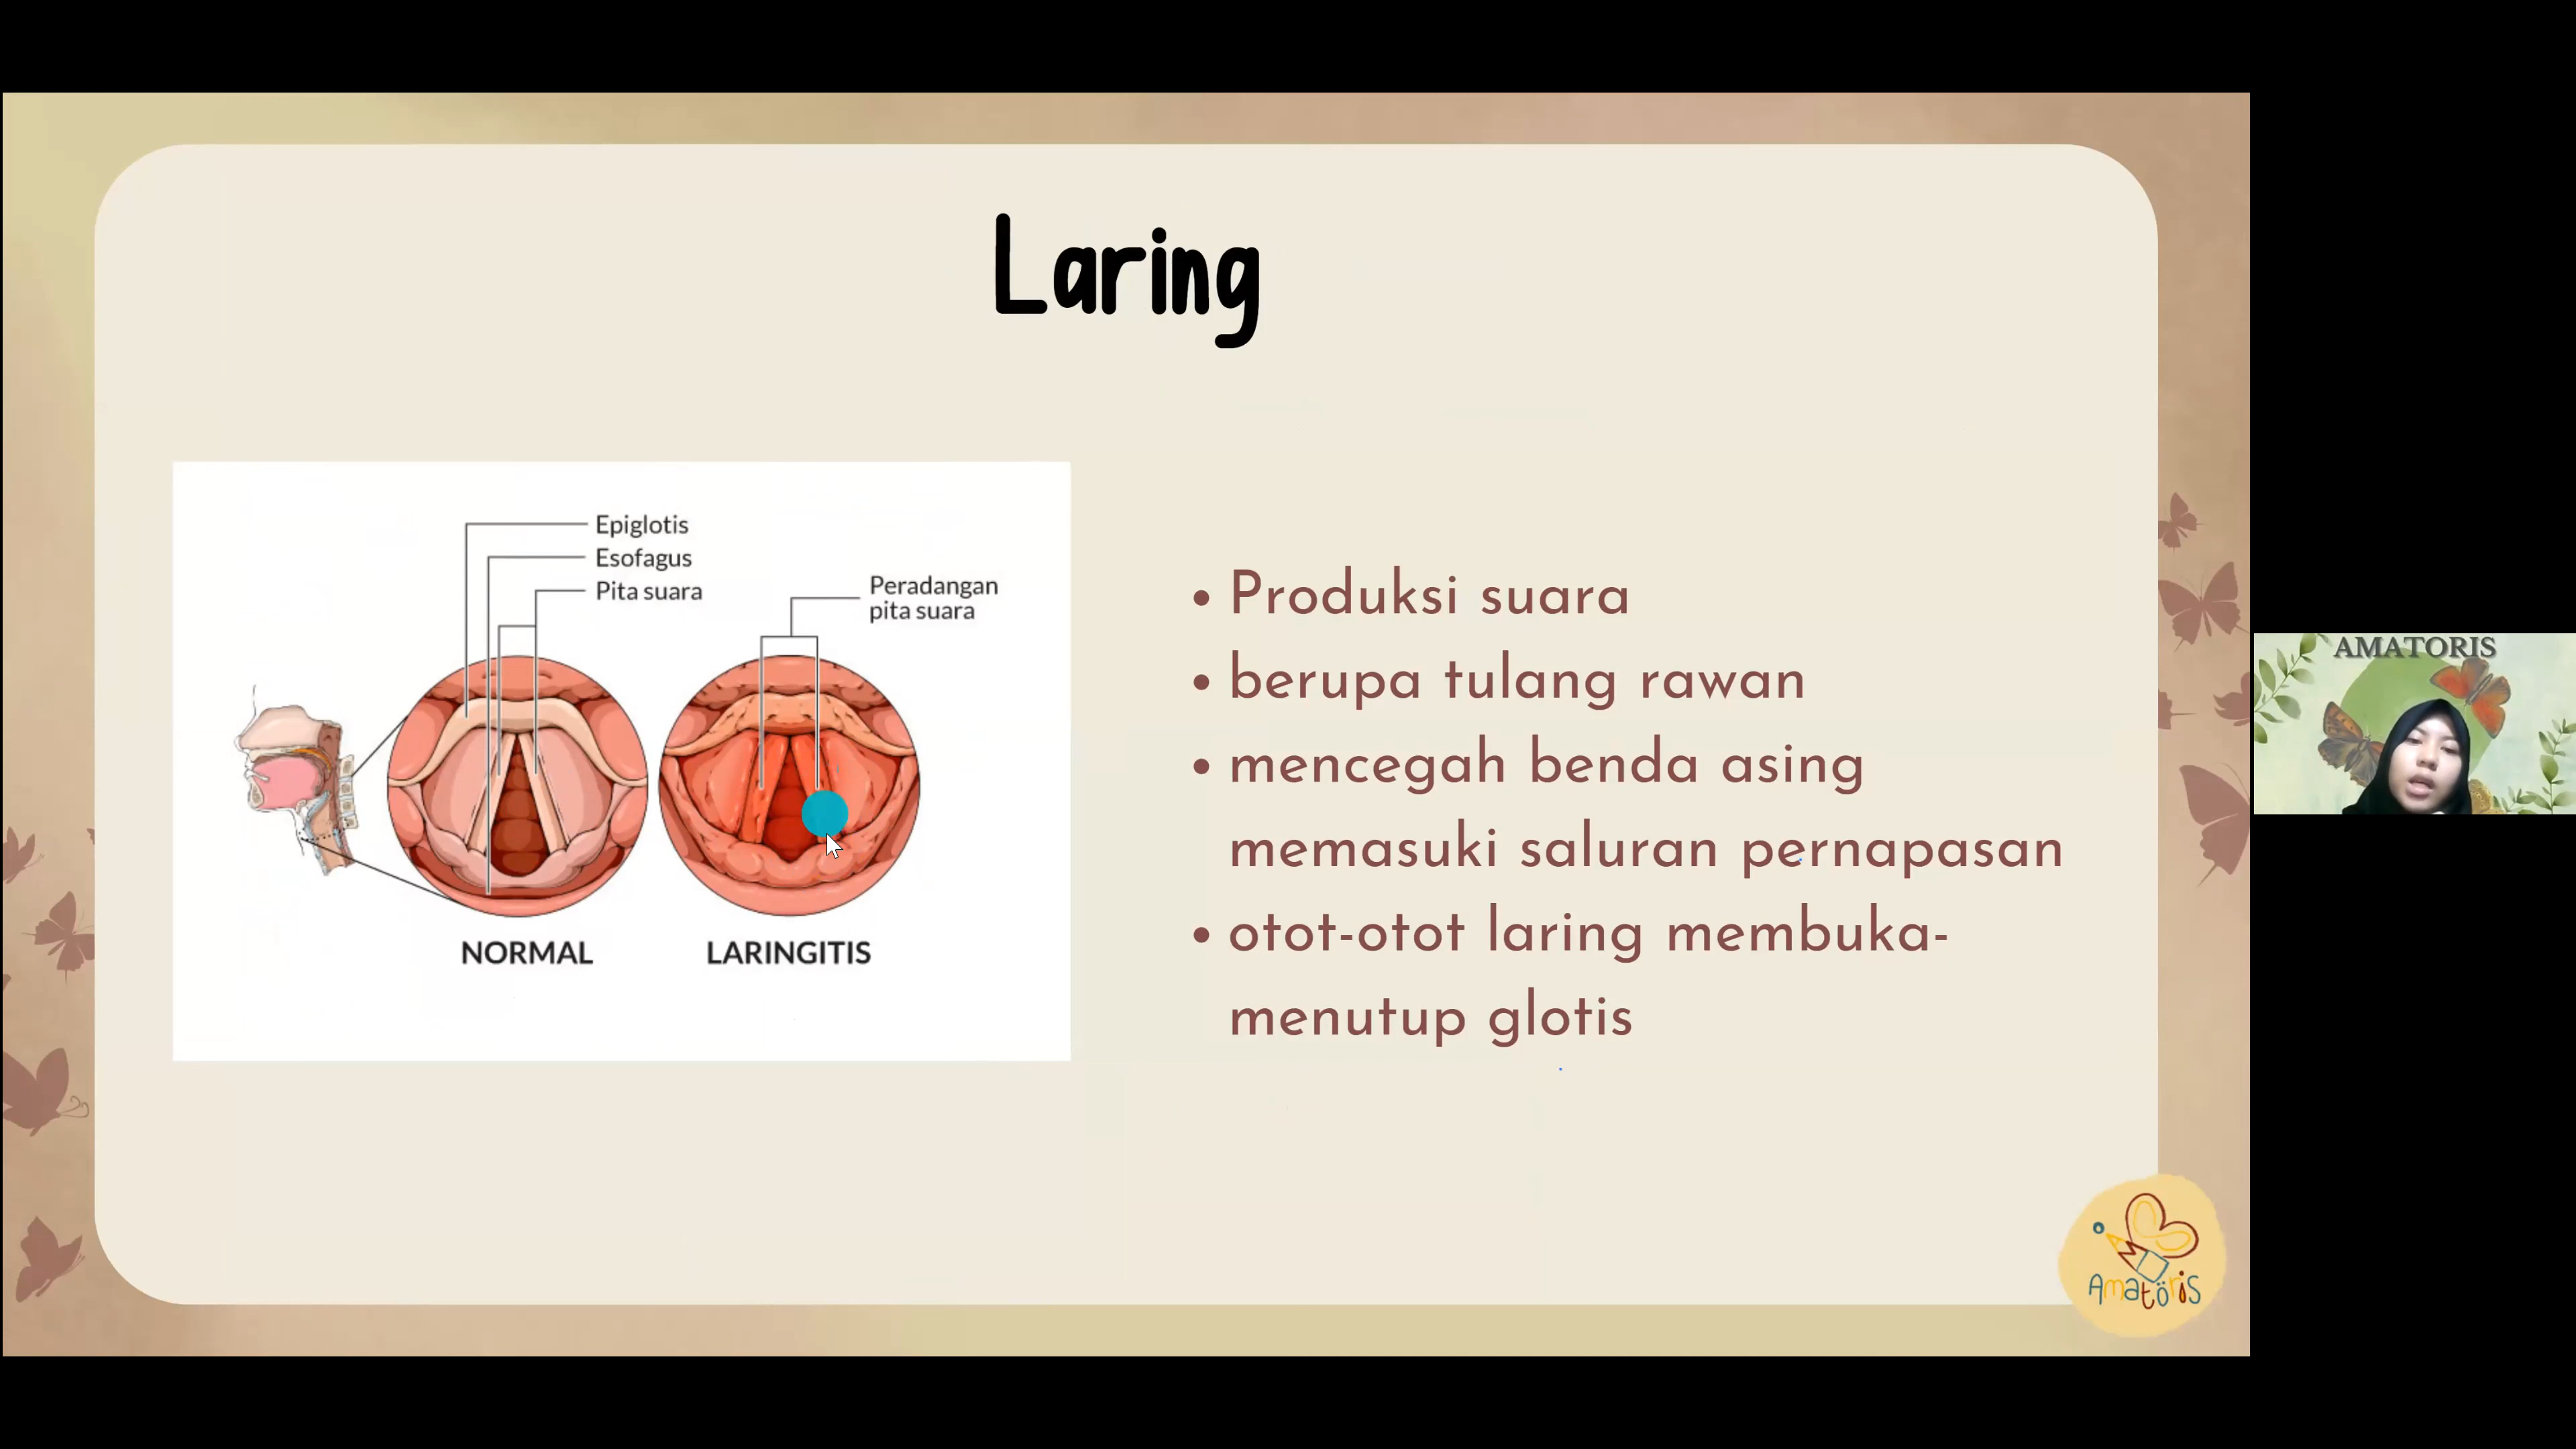 Laring
Epiglotis
Esofagus
Pita suara
Peradangan
pita suara
NORMAL
LARINGITIS
• Produksi suara
• berupa tulang rawan
• mencegah benda asing
memasuki saluran pernapasan
• otot-otot laring membuka-
menutup glotis
AMATORIS
Amatöris